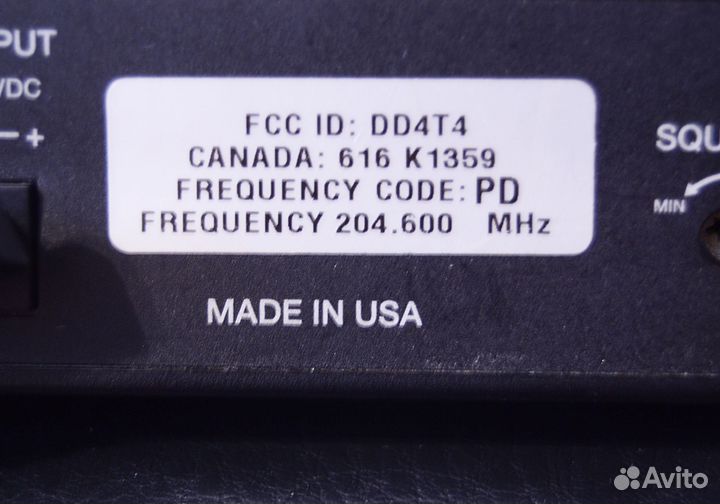 PUT
VDC
− +
FCC ID: DD4T4
CANADA: 616 K1359
FREQUENCY CODE: PD
FREQUENCY 204.600 MHz
MADE IN USA
SQU
MIN
Avito